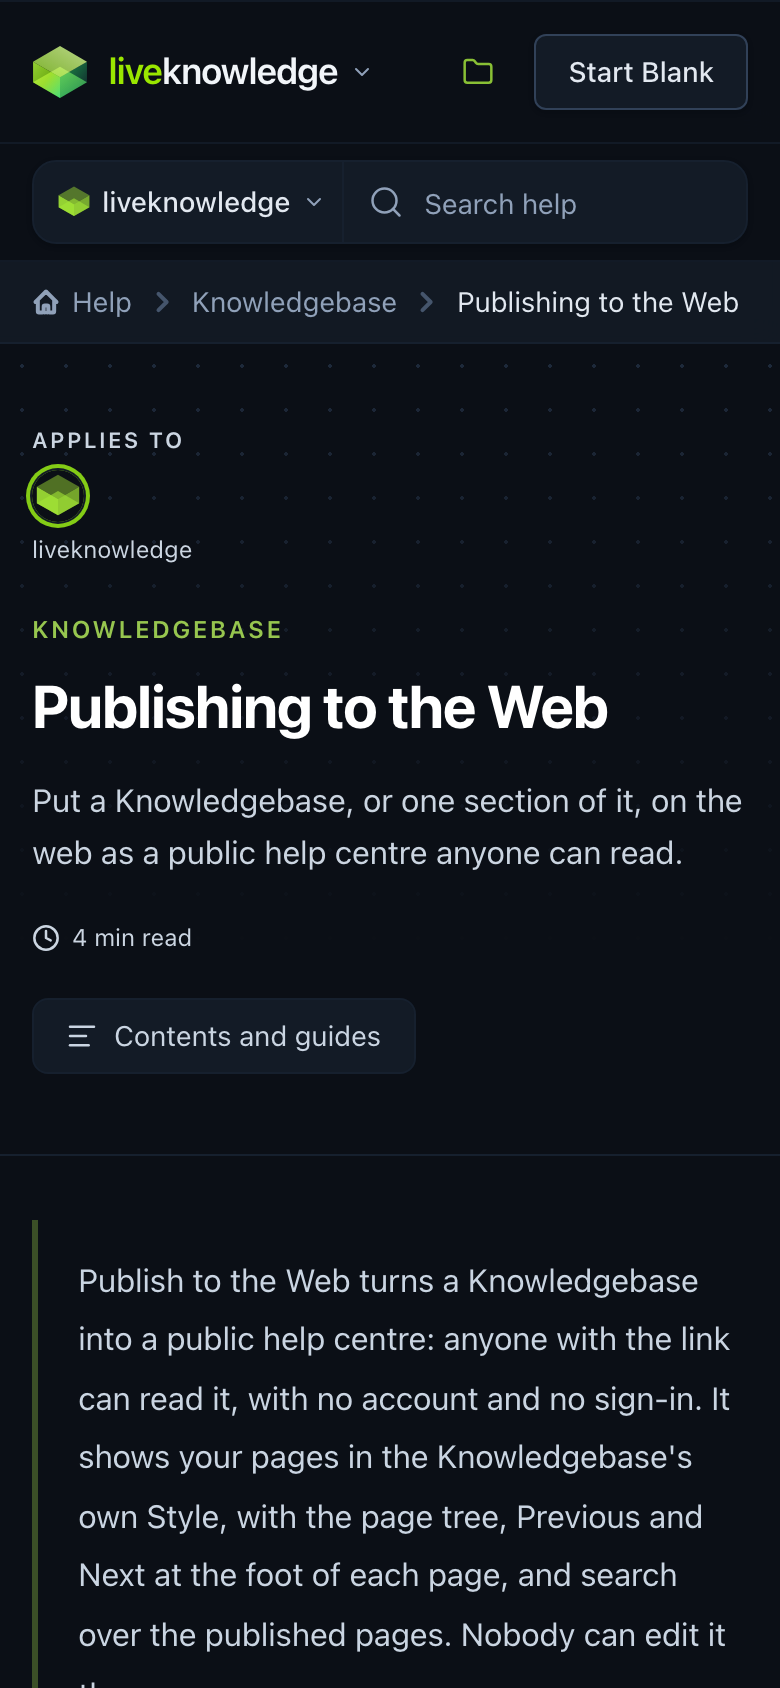 liveknowledge
Start Blank
liveknowledge
Search help
Help
Knowledgebase
Publishing to the Web
APPLIES TO
liveknowledge
KNOWLEDGEBASE
Publishing to the Web
Put a Knowledgebase, or one section of it, on the
web as a public help centre anyone can read.
4 min read
Contents and guides
Publish to the Web turns a Knowledgebase
into a public help centre: anyone with the link
can read it, with no account and no sign-in. It
shows your pages in the Knowledgebase's
own Style, with the page tree, Previous and
Next at the foot of each page, and search
over the published pages. Nobody can edit it